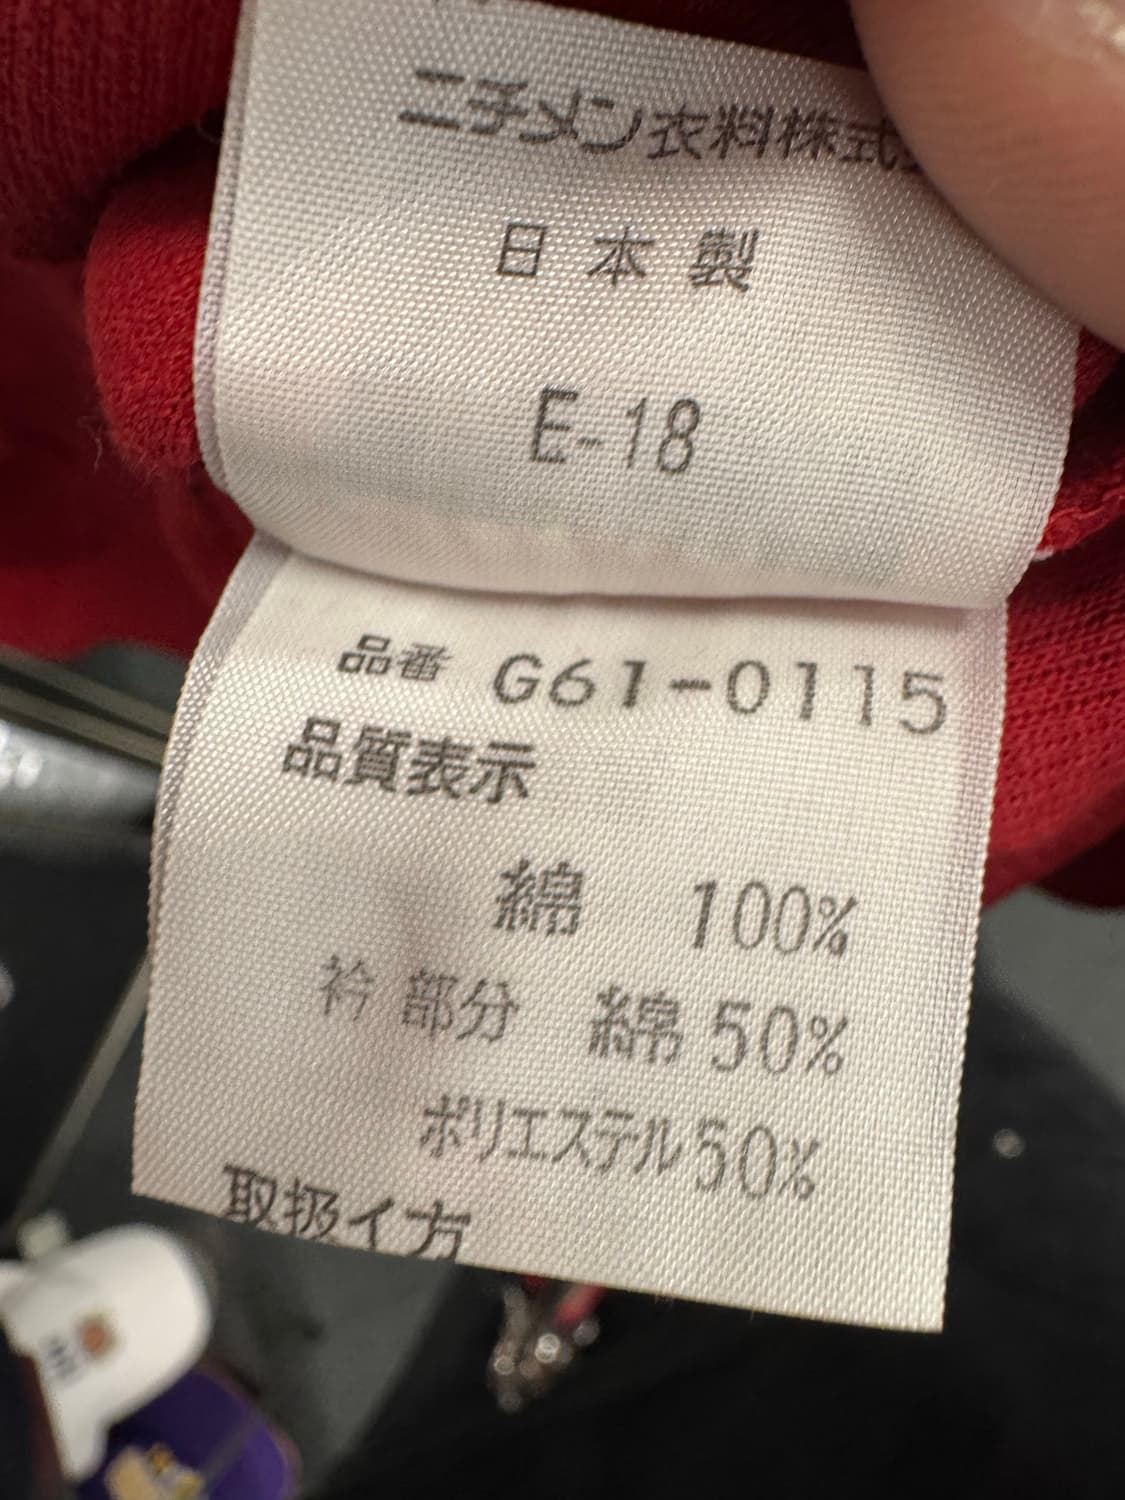 ニチメン衣料株式
日本製
E-18
品番 G61-0115
品質表示
綿 100%
衿部分 綿 50%
ポリエステル 50%
取扱イ方